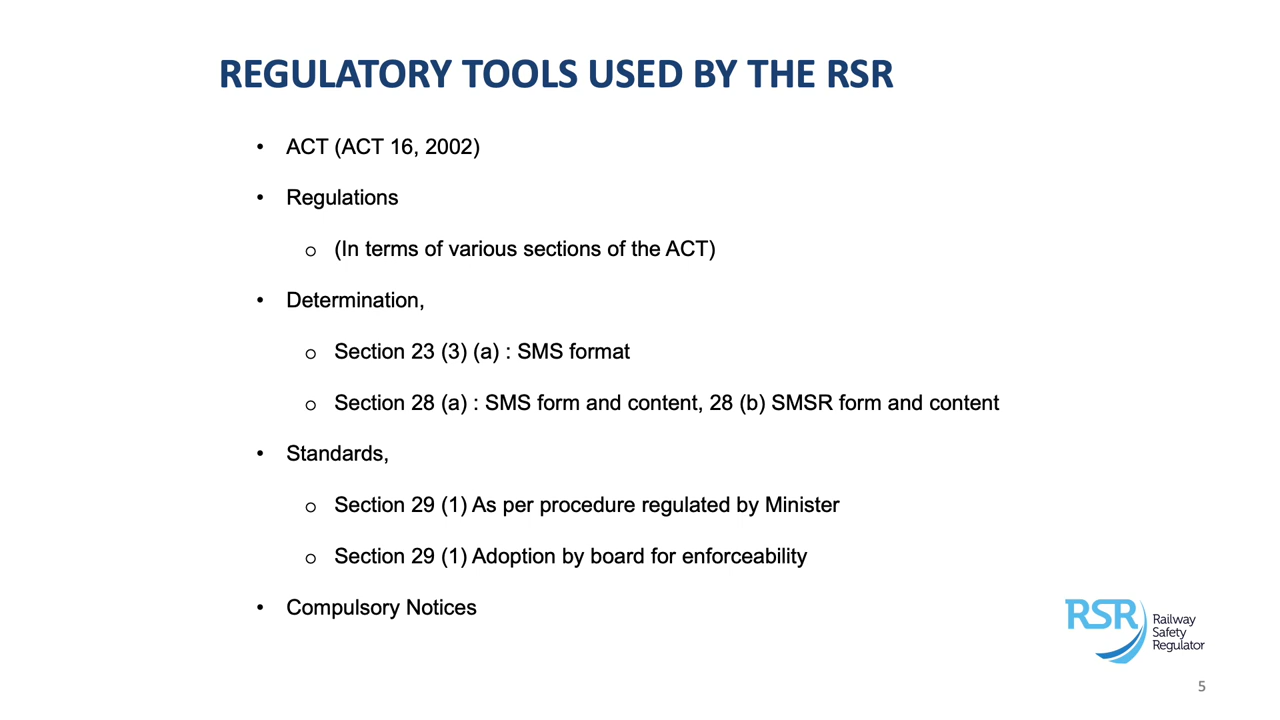 REGULATORY TOOLS USED BY THE RSR
• ACT (ACT 16, 2002)
• Regulations
o (In terms of various sections of the ACT)
• Determination,
o Section 23 (3) (a) : SMS format
o Section 28 (a) : SMS form and content, 28 (b) SMSR form and content
• Standards,
o Section 29 (1) As per procedure regulated by Minister
o Section 29 (1) Adoption by board for enforceability
• Compulsory Notices
RSR
Railway
Safety
Regulator
5